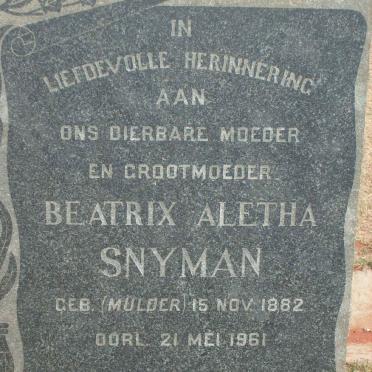 IN
LIEFDEVOLLE HERINNERING
AAN
ONS DIERBARE MOEDER
EN GROOTMOEDER
BEATRIX ALETHA
SNYMAN
GEB. (MULDER) 15 NOV. 1882
OORL. 21 MEI 1961